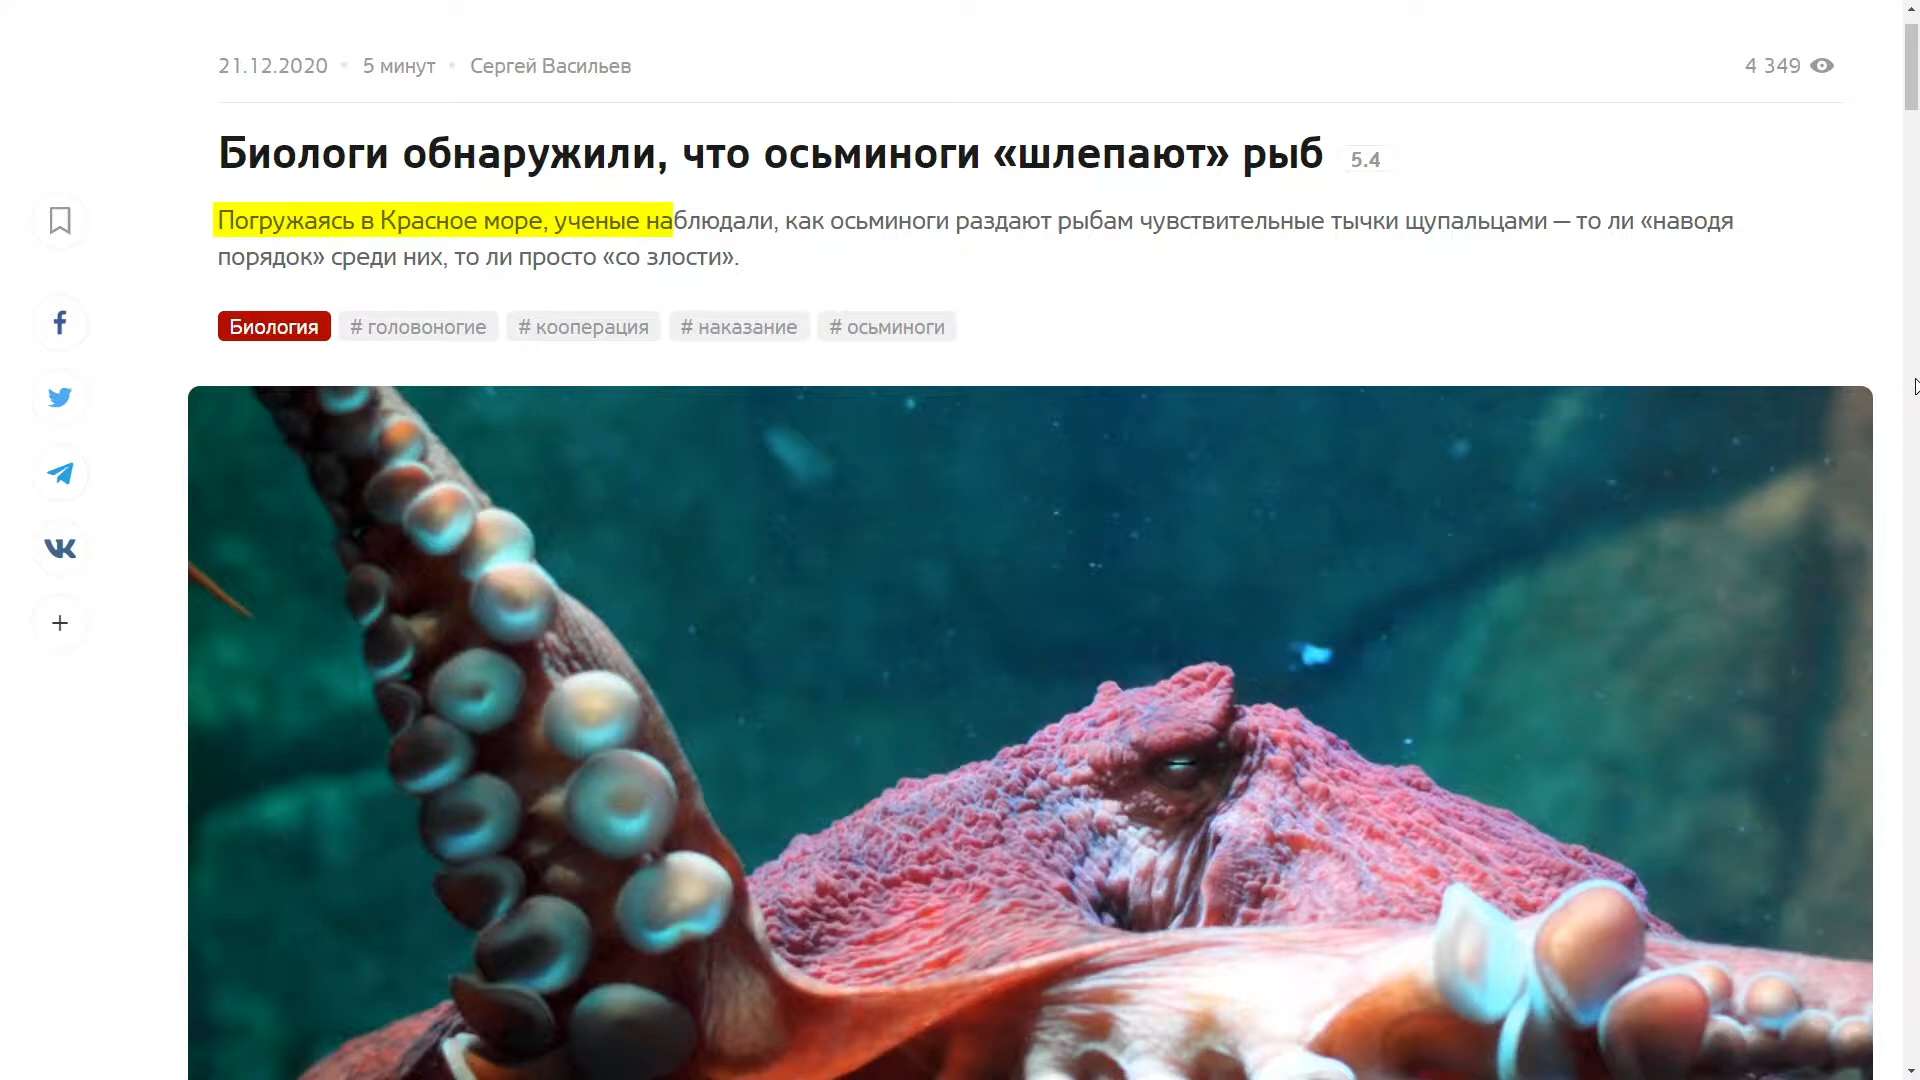 21.12.2020 • 5 минут • Сергей Васильев
4 349
Биологи обнаружили, что осьминоги «шлепают» рыб 5.4
Погружаясь в Красное море, ученые наблюдали, как осьминоги раздают рыбам чувствительные тычки щупальцами — то ли «наводя
порядок» среди них, то ли просто «со злости».
Биология # головоногие # кооперация # наказание # осьминоги